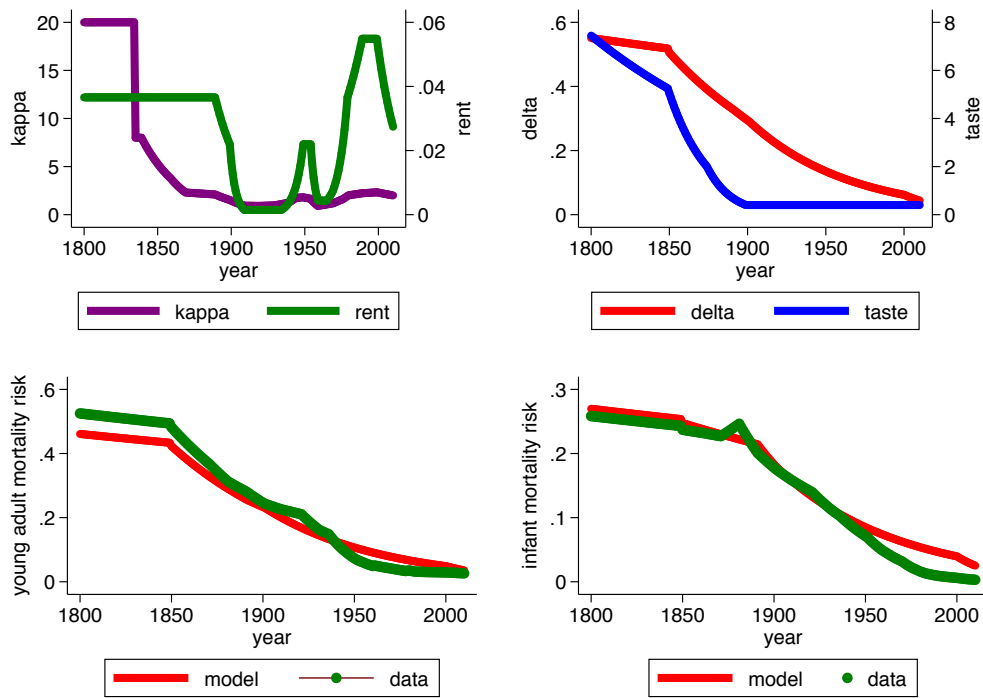 20
15
10
5
0
kappa
.06
.04
.02
0
rent
1800 1850 1900 1950 2000
year
kappa rent
.6
.4
.2
0
delta
8
6
4
2
0
taste
1800 1850 1900 1950 2000
year
delta taste
.6
.4
.2
0
young adult mortality risk
1800 1850 1900 1950 2000
year
model data
.3
.2
.1
0
infant mortality risk
1800 1850 1900 1950 2000
year
model data